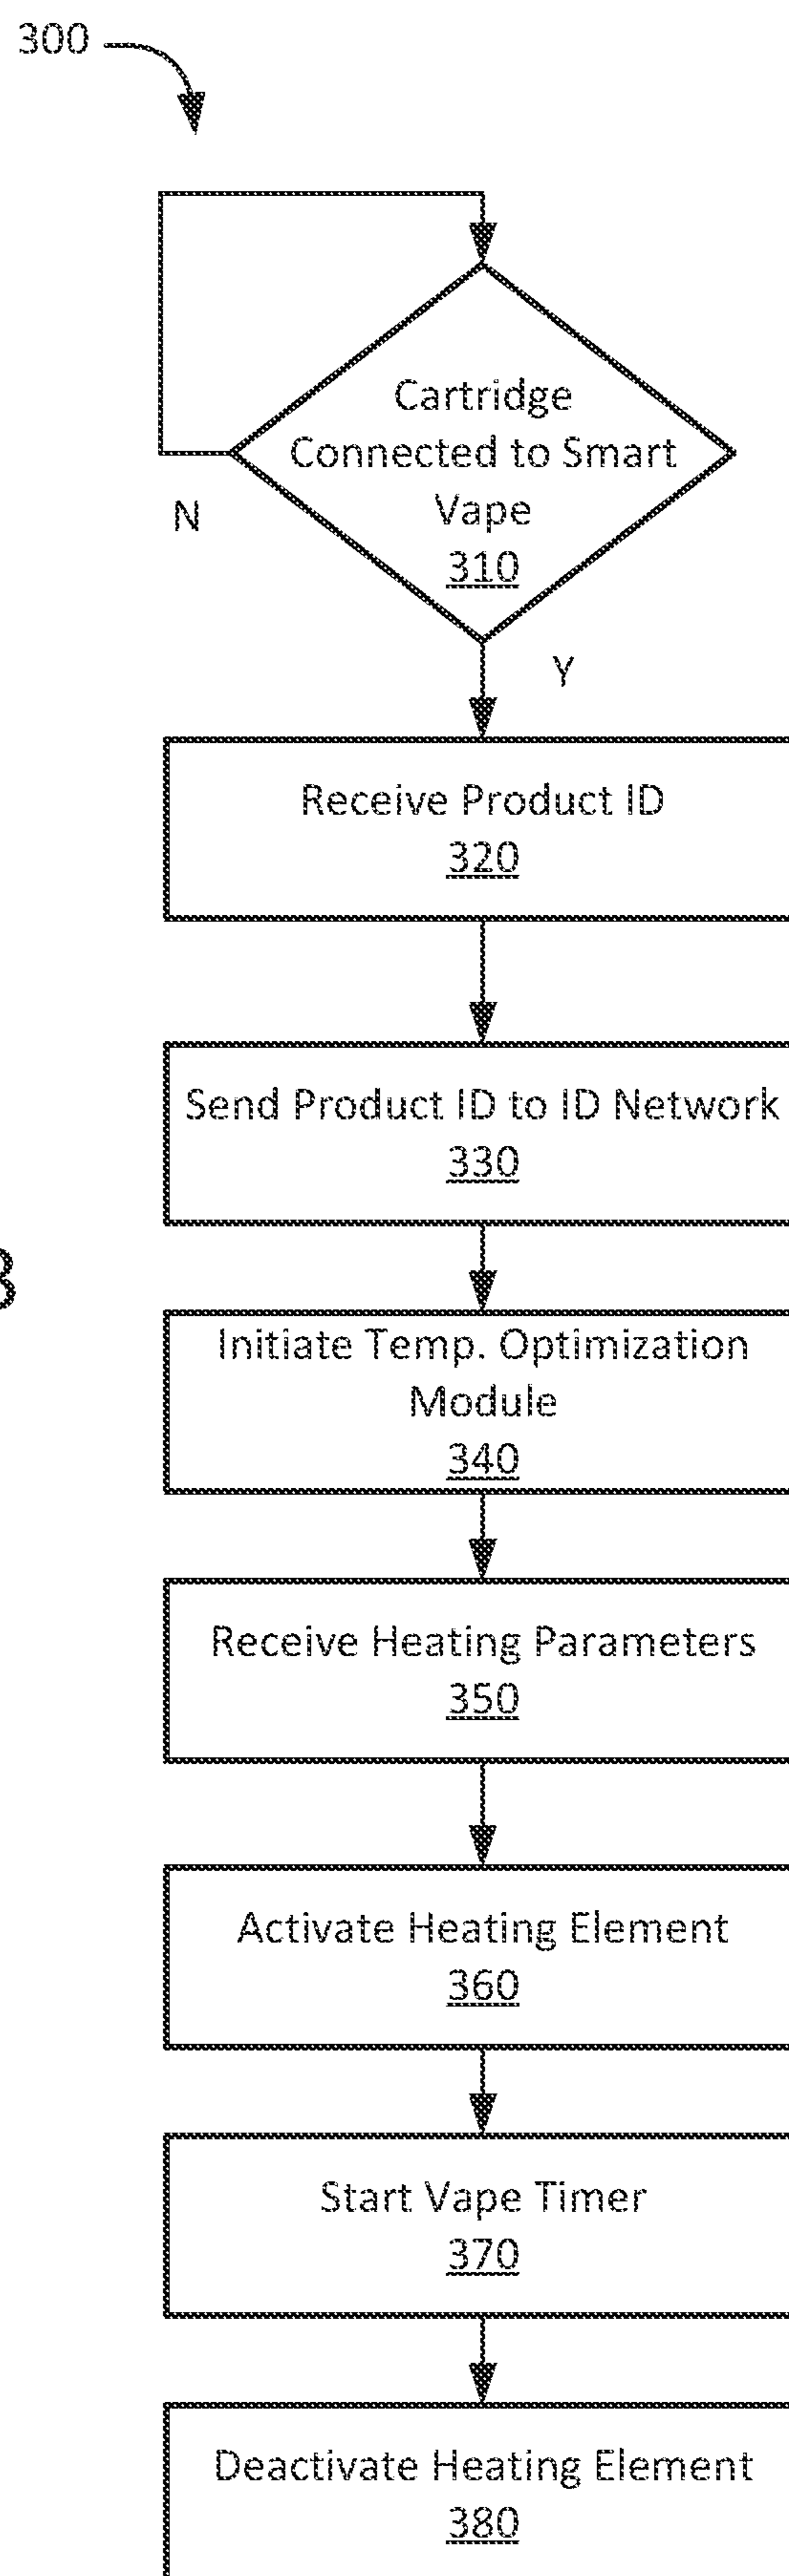 300
Cartridge
Connected to Smart
Vape
310
N
Y
Receive Product ID
320
Send Product ID to ID Network
330
3
Initiate Temp. Optimization
Module
340
Receive Heating Parameters
350
Activate Heating Element
360
Start Vape Timer
370
Deactivate Heating Element
380